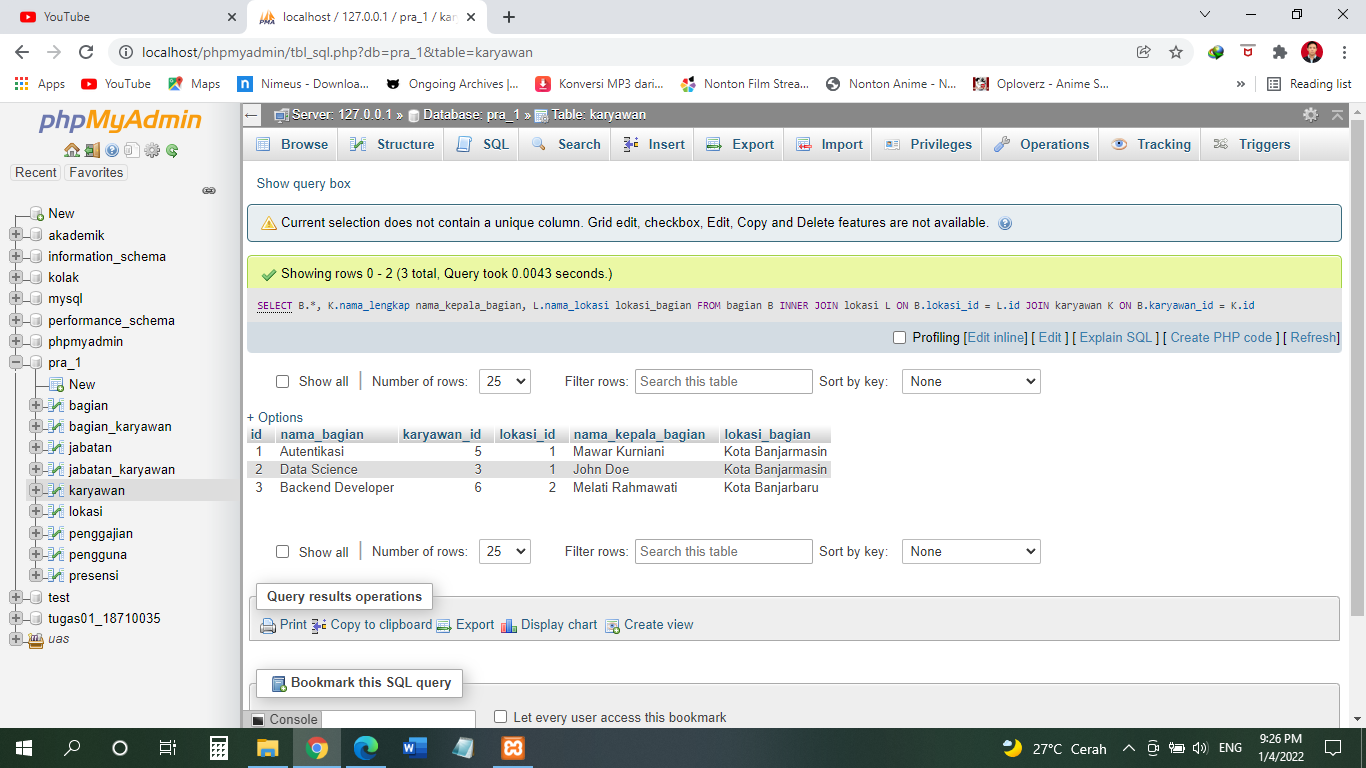 YouTube
localhost / 127.0.0.1 / pra_1 / kar
localhost/phpmyadmin/tbl_sql.php?db=pra_1&table=karyawan
Apps YouTube Maps Nimeus - Downloa... Ongoing Archives |... Konversi MP3 dari... Nonton Film Strea... Nonton Anime - N... Oploverz - Anime S... » Reading list
phpMyAdmin
Recent Favorites
New
akademik
information_schema
kolak
mysql
performance_schema
phpmyadmin
pra_1
New
bagian
bagian_karyawan
jabatan
jabatan_karyawan
karyawan
lokasi
penggajian
pengguna
presensi
test
tugas01_18710035
uas
Server: 127.0.0.1 » Database: pra_1 » Table: karyawan
Browse Structure SQL Search Insert Export Import Privileges Operations Tracking Triggers
Show query box
Current selection does not contain a unique column. Grid edit, checkbox, Edit, Copy and Delete features are not available.
Showing rows 0 - 2 (3 total, Query took 0.0043 seconds.)
SELECT B.*, K.nama_lengkap nama_kepala_bagian, L.nama_lokasi lokasi_bagian FROM bagian B INNER JOIN lokasi L ON B.lokasi_id = L.id JOIN karyawan K ON B.karyawan_id = K.id
Profiling [Edit inline] [ Edit ] [ Explain SQL ] [ Create PHP code ] [ Refresh]
Show all Number of rows: 25 Filter rows: Search this table Sort by key: None
+ Options
id nama_bagian karyawan_id lokasi_id nama_kepala_bagian lokasi_bagian
1 Autentikasi 5 1 Mawar Kurniani Kota Banjarmasin
2 Data Science 3 1 John Doe Kota Banjarmasin
3 Backend Developer 6 2 Melati Rahmawati Kota Banjarbaru
Show all Number of rows: 25 Filter rows: Search this table Sort by key: None
Query results operations
Print Copy to clipboard Export Display chart Create view
Bookmark this SQL query
Console
Let every user access this bookmark
27°C Cerah ENG
9:26 PM
1/4/2022